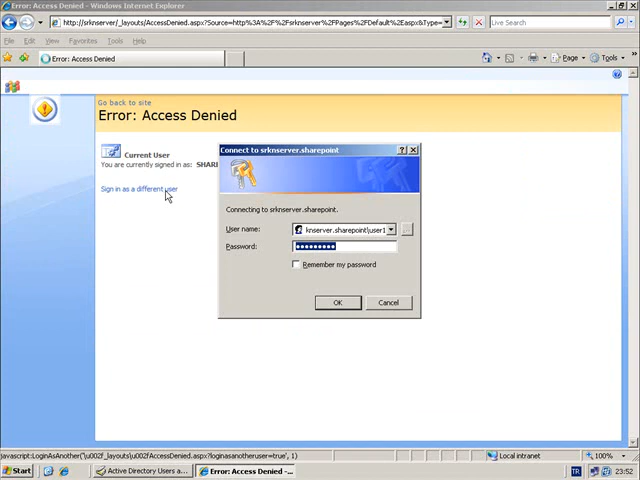 Error: Access Denied - Windows Internet Explorer
http://srknserver/_layouts/AccessDenied.aspx?Source=http%3A%2F%2Fsrknserver%2FPages%2FDefault%2Easpx&Type=
Live Search
File Edit View Favorites Tools Help
Error: Access Denied
Page Tools
Go back to site
Error: Access Denied
Current User
You are currently signed in as: SHARE
Sign in as a different user
Connect to srknserver.sharepoint
Connecting to srknserver.sharepoint.
User name: knserver.sharepoint\user1
...
Password: •••••••••
Remember my password
OK Cancel
javascript:LoginAsAnother('\u002f_layouts\u002fAccessDenied.aspx?loginasanotheruser=true', 1)
Local intranet 100%
Start Active Directory Users a... Error: Access Denied -... TR 23:52